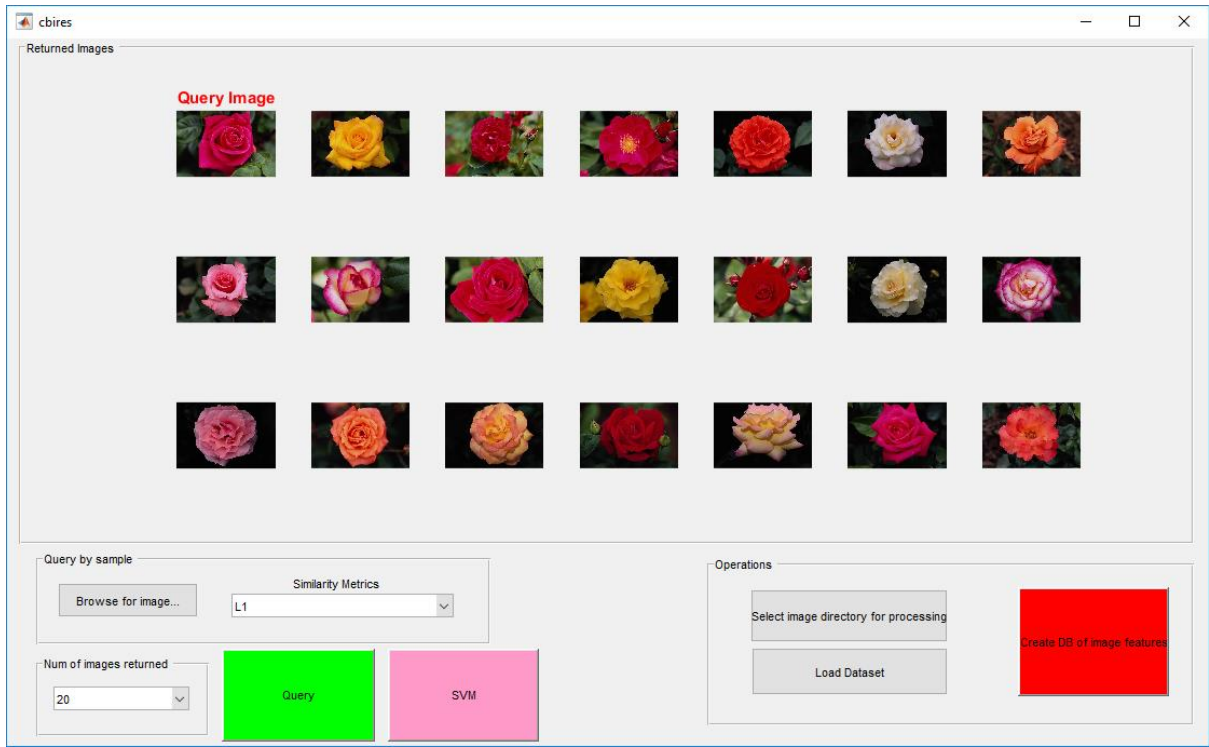 cbires
Returned Images
Query Image
Query by sample
Browse for image...
Similarity Metrics
L1
Num of images returned
20
Query
SVM
Operations
Select image directory for processing
Load Dataset
Create DB of image features